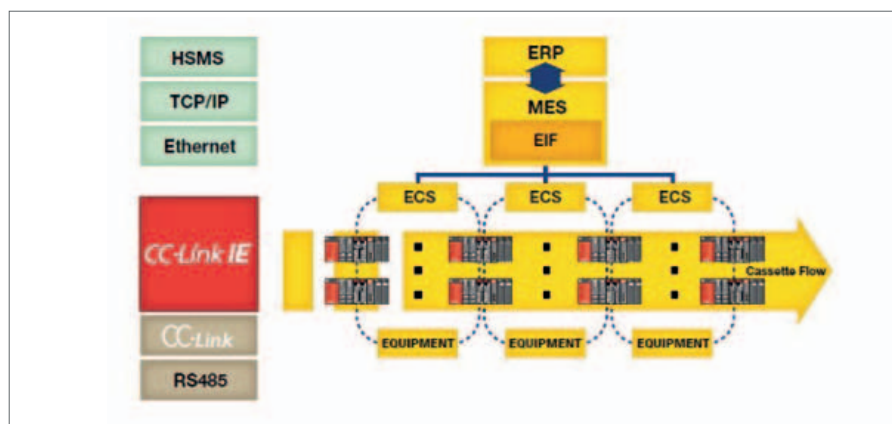 HSMS
TCP/IP
Ethernet
CC-Link IE
CC-Link
RS485
ERP
MES
EIF
ECS
ECS
ECS
Cassette Flow
EQUIPMENT
EQUIPMENT
EQUIPMENT